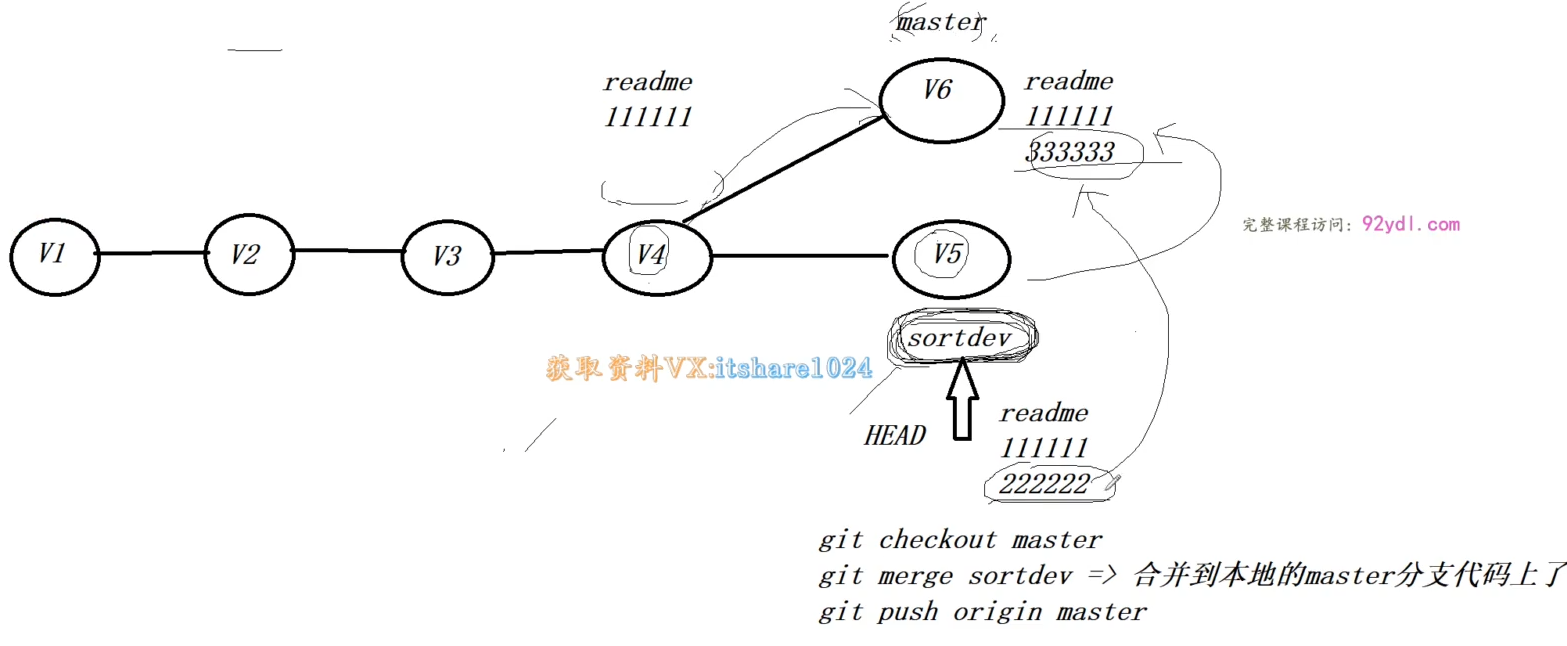 master
V6
readme
111111
333333
readme
111111
V1
V2
V3
V4
V5
完整课程访问：92ydl.com
sortdev
获取资料VX:itshare1024
HEAD
readme
111111
222222
git checkout master
git merge sortdev => 合并到本地的master分支代码上了
git push origin master